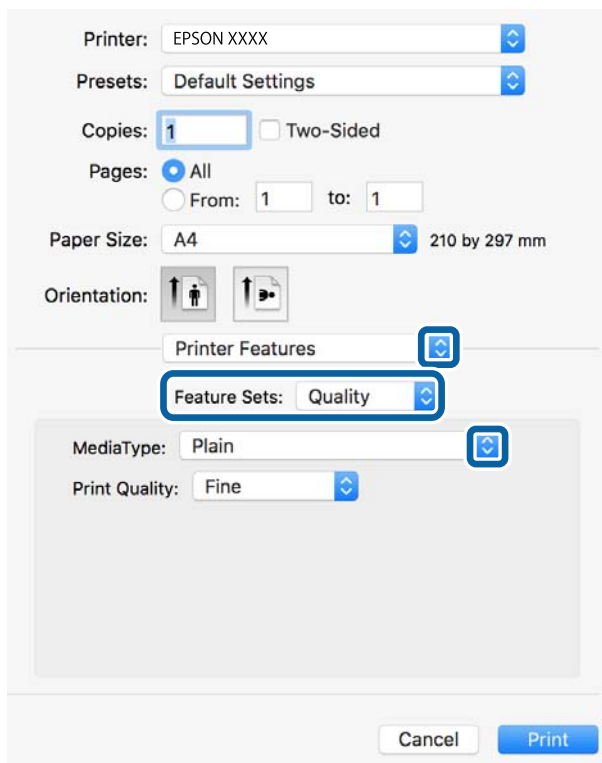 Printer: EPSON XXXX
Presets: Default Settings
Copies: 1 Two-Sided
Pages: All
From: 1 to: 1
Paper Size: A4 210 by 297 mm
Orientation:
Printer Features
Feature Sets: Quality
MediaType: Plain
Print Quality: Fine
Cancel Print